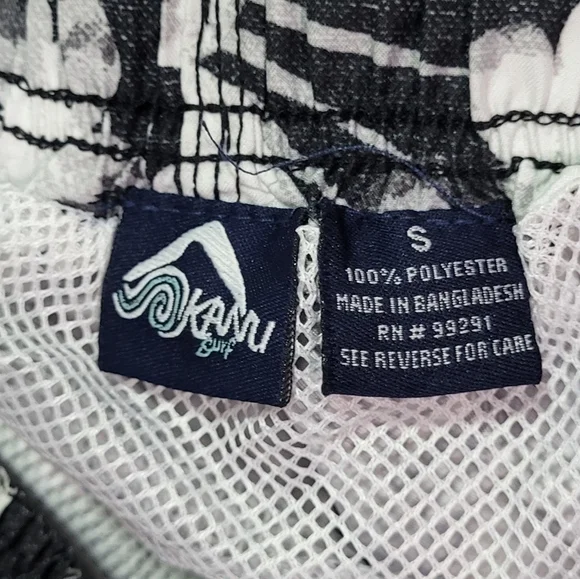 KANU
Surf
S
100% POLYESTER
MADE IN BANGLADESH
RN # 99291
SEE REVERSE FOR CARE